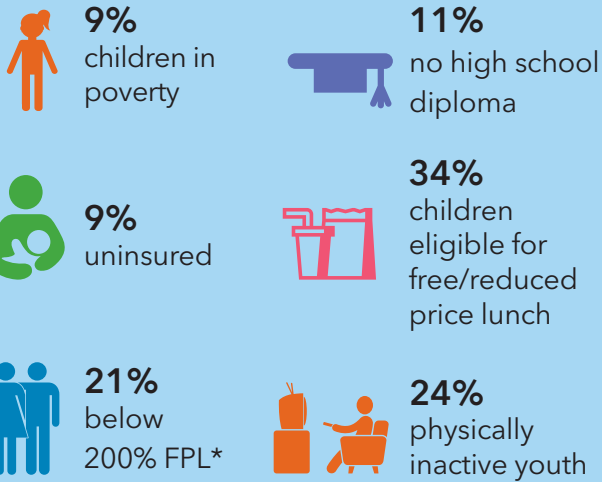 9%
children in
poverty
11%
no high school
diploma
9%
uninsured
34%
children
eligible for
free/reduced
price lunch
21%
below
200% FPL*
24%
physically
inactive youth